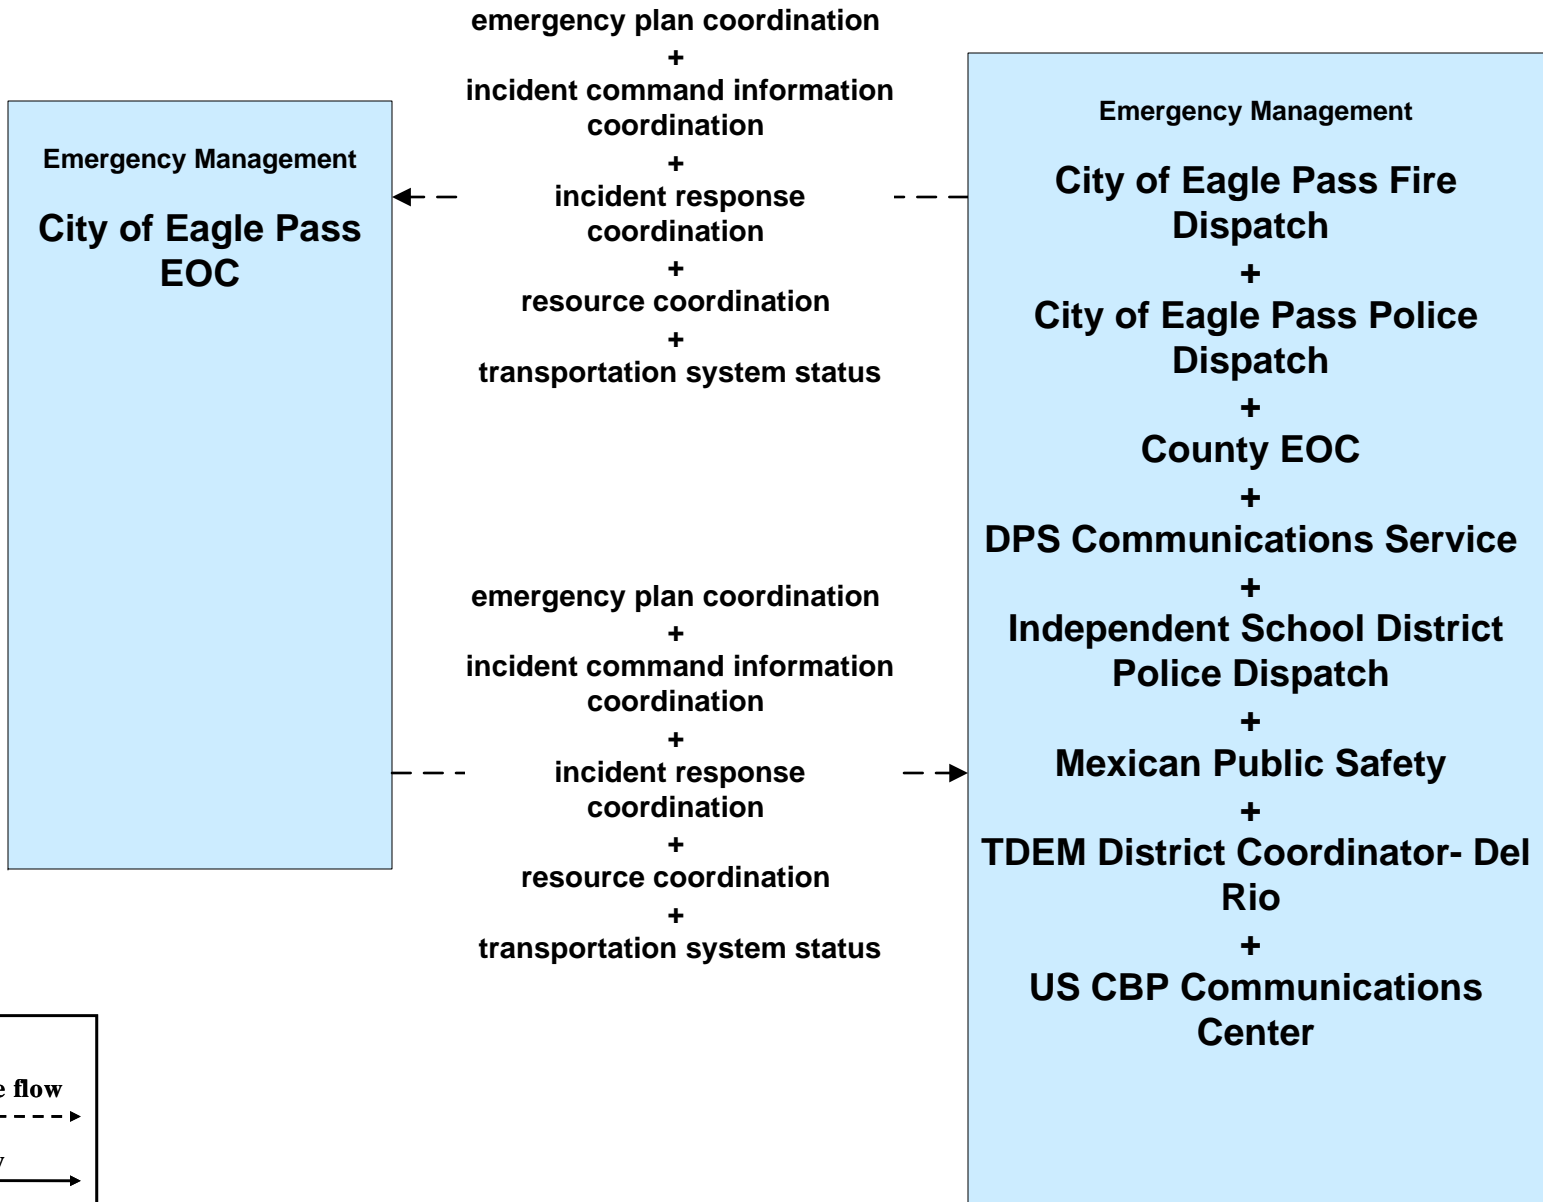 emergency plan coordination
+
incident command information
coordination
+
incident response
coordination
+
resource coordination
+
transportation system status
Emergency Management
City of Eagle Pass
EOC
emergency plan coordination
+
incident command information
coordination
+
incident response
coordination
+
resource coordination
+
transportation system status
Emergency Management
City of Eagle Pass Fire
Dispatch
+
City of Eagle Pass Police
Dispatch
+
County EOC
+
DPS Communications Service
+
Independent School District
Police Dispatch
+
Mexican Public Safety
+
TDEM District Coordinator- Del
Rio
+
US CBP Communications
Center
flow